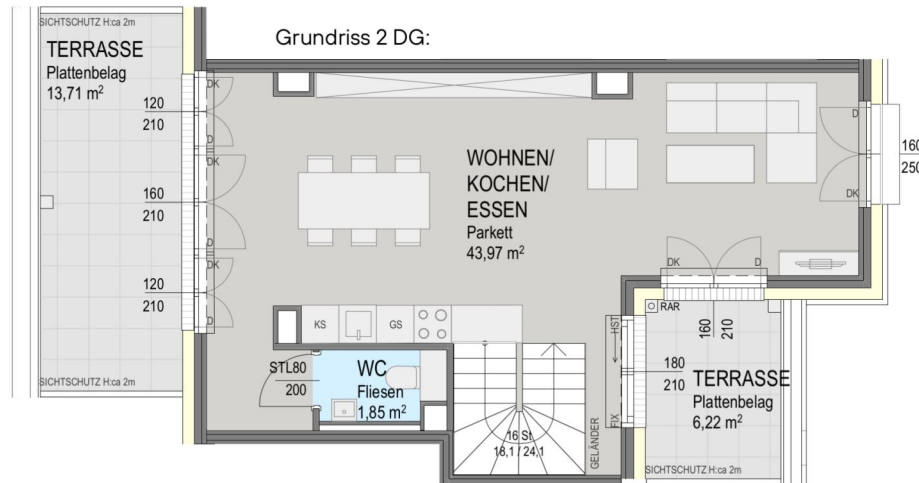 Grundriss 2 DG:
SICHTSCHUTZ H:ca 2m
TERRASSE
Plattenbelag
13,71 m²
120
210
160
210
120
210
SICHTSCHUTZ H:ca 2m
DK
D
DK
D
DK
D
WOHNEN/
KOCHEN/
ESSEN
Parkett
43,97 m²
D
DK
160
250
DK
D
KS
GS
STL80
200
WC
Fliesen
1,85 m²
16 St
18,1 / 24,1
GELÄNDER
HST
FIX
RAR
160
210
180
210
TERRASSE
Plattenbelag
6,22 m²
SICHTSCHUTZ H:ca 2m